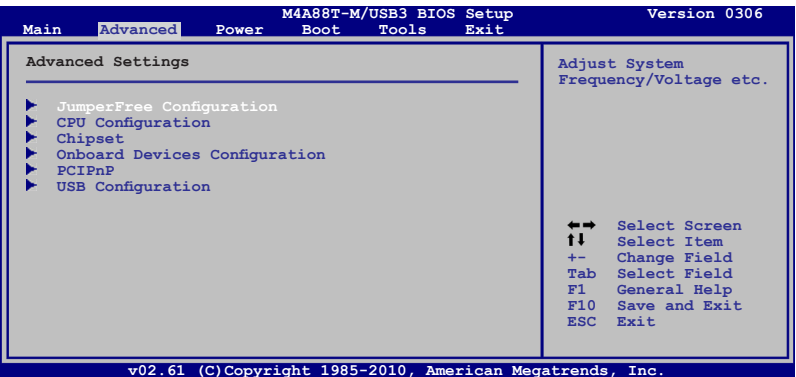 M4A88T-M/USB3 BIOS Setup Version 0306
Main Advanced Power Boot Tools Exit
Advanced Settings
JumperFree Configuration
CPU Configuration
Chipset
Onboard Devices Configuration
PCIPnP
USB Configuration
Adjust System
Frequency/Voltage etc.
←→ Select Screen
↑↓ Select Item
+- Change Field
Tab Select Field
F1 General Help
F10 Save and Exit
ESC Exit
v02.61 (C)Copyright 1985-2010, American Megatrends, Inc.